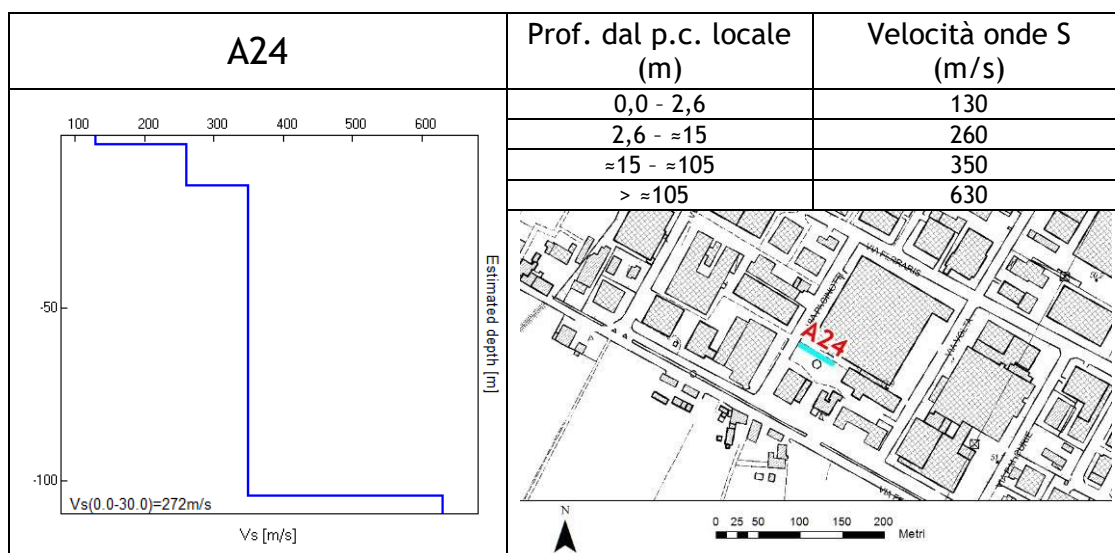 A24
Prof. dal p.c. locale
(m)
Velocità onde S
(m/s)
0,0 – 2,6
130
2,6 – ≈15
260
≈15 – ≈105
350
> ≈105
630
100 200 300 400 500 600
-50
-100
Estimated depth [m]
Vs(0.0-30.0)=272m/s
Vs [m/s]
VIA FERRARIS
VIA VOLTA
A24
N
0 25 50 100 150 200
Metri